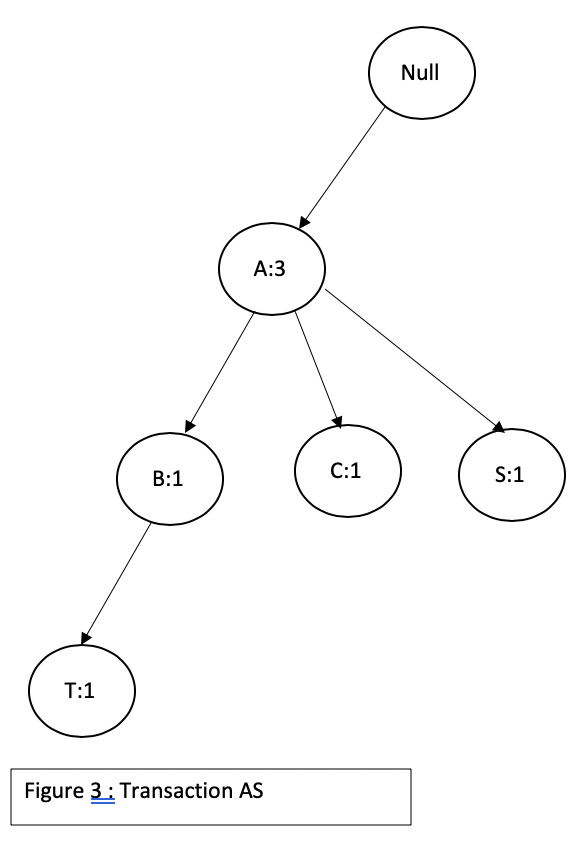 Null
A:3
B:1
C:1
S:1
T:1
Figure 3 : Transaction AS